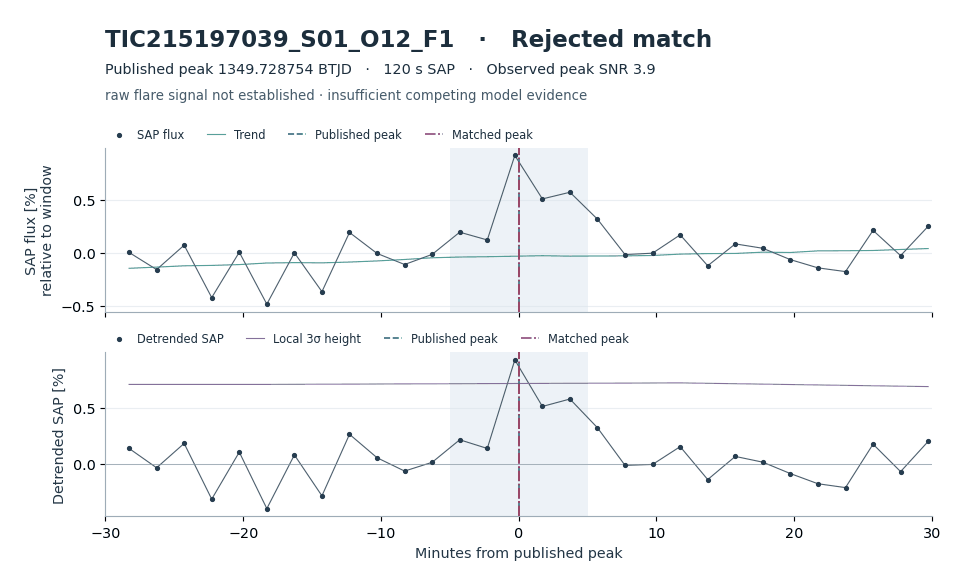 TIC215197039_S01_O12_F1 · Rejected match
Published peak 1349.728754 BTJD · 120 s SAP · Observed peak SNR 3.9
raw flare signal not established · insufficient competing model evidence
SAP flux Trend Published peak Matched peak
SAP flux [%]
relative to window
0.5
0.0
−0.5
Detrended SAP Local 3σ height Published peak Matched peak
Detrended SAP [%]
0.5
0.0
−30 −20 −10 0 10 20 30
Minutes from published peak